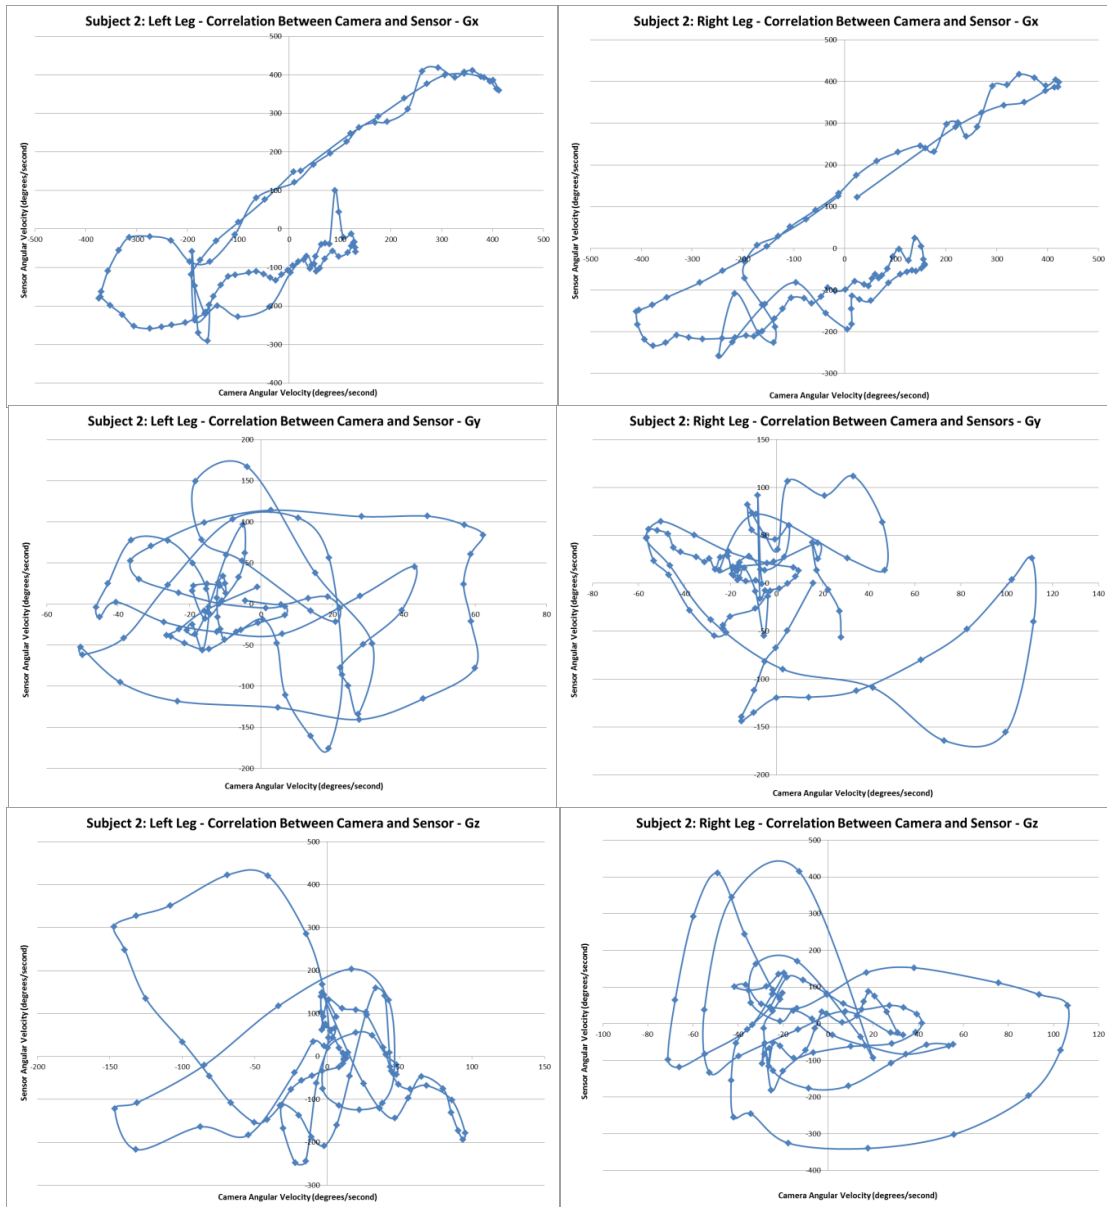 Subject 2: Left Leg - Correlation Between Camera and Sensor - Gx
500
400
300
200
100
0
-100
-200
-300
-400
-500 -400 -300 -200 -100 0 100 200 300 400 500
Sensor Angular Velocity (degrees/second)
Camera Angular Velocity (degrees/second)
Subject 2: Right Leg - Correlation Between Camera and Sensor - Gx
500
400
300
200
100
0
-100
-200
-300
-500 -400 -300 -200 -100 0 100 200 300 400 500
Sensor Angular Velocity (degrees/second)
Camera Angular Velocity (degrees/second)
Subject 2: Left Leg - Correlation Between Camera and Sensor - Gy
200
150
100
50
0
-50
-100
-150
-200
-60 -40 -20 0 20 40 60 80
Sensor Angular Velocity (degrees/second)
Camera Angular Velocity (degrees/second)
Subject 2: Right Leg - Correlation Between Camera and Sensors - Gy
150
100
50
0
-50
-100
-150
-200
-80 -60 -40 -20 0 20 40 60 80 100 120 140
Sensor Angular Velocity (degrees/second)
Camera Angular Velocity (degrees/second)
Subject 2: Left Leg - Correlation Between Camera and Sensor - Gz
500
400
300
200
100
0
-100
-200
-300
-200 -150 -100 -50 0 50 100 150
Sensor Angular Velocity (degrees/second)
Camera Angular Velocity (degrees/second)
Subject 2: Right Leg - Correlation Between Camera and Sensor - Gz
500
400
300
200
100
0
-100
-200
-300
-400
-100 -80 -60 -40 -20 0 20 40 60 80 100 120
Sensor Angular Velocity (degrees/second)
Camera Angular Velocity (degrees/second)